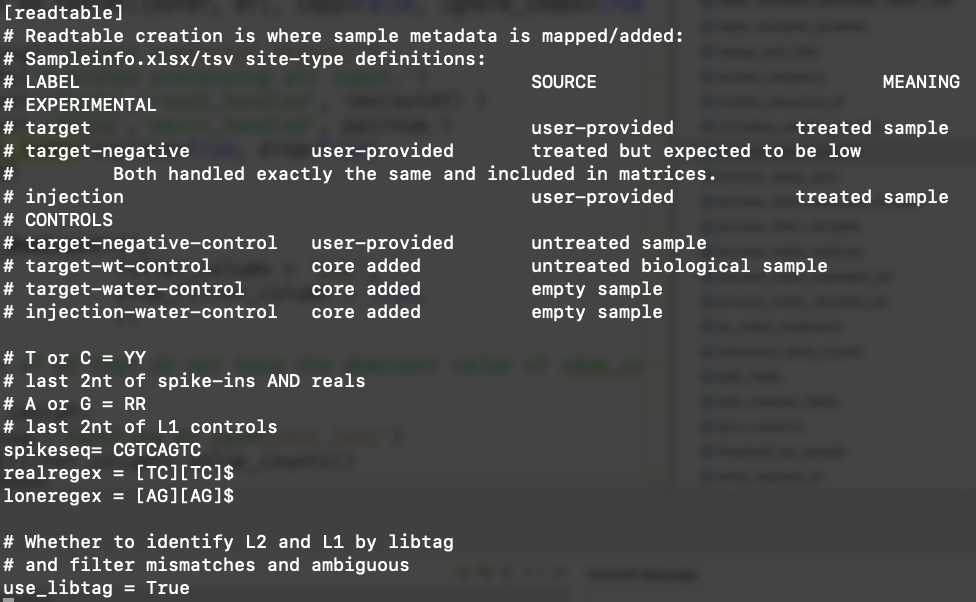 [readtable]
# Readtable creation is where sample metadata is mapped/added:
# Sampleinfo.xlsx/tsv site-type definitions:
# LABEL SOURCE MEANING
# EXPERIMENTAL
# target user-provided treated sample
# target-negative user-provided treated but expected to be low
# Both handled exactly the same and included in matrices.
# injection user-provided treated sample
# CONTROLS
# target-negative-control user-provided untreated sample
# target-wt-control core added untreated biological sample
# target-water-control core added empty sample
# injection-water-control core added empty sample
# T or C = YY
# last 2nt of spike-ins AND reals
# A or G = RR
# last 2nt of L1 controls
spikeseq= CGTCAGTC
realregex = [TC][TC]$
loneregex = [AG][AG]$
# Whether to identify L2 and L1 by libtag
# and filter mismatches and ambiguous
use_libtag = True